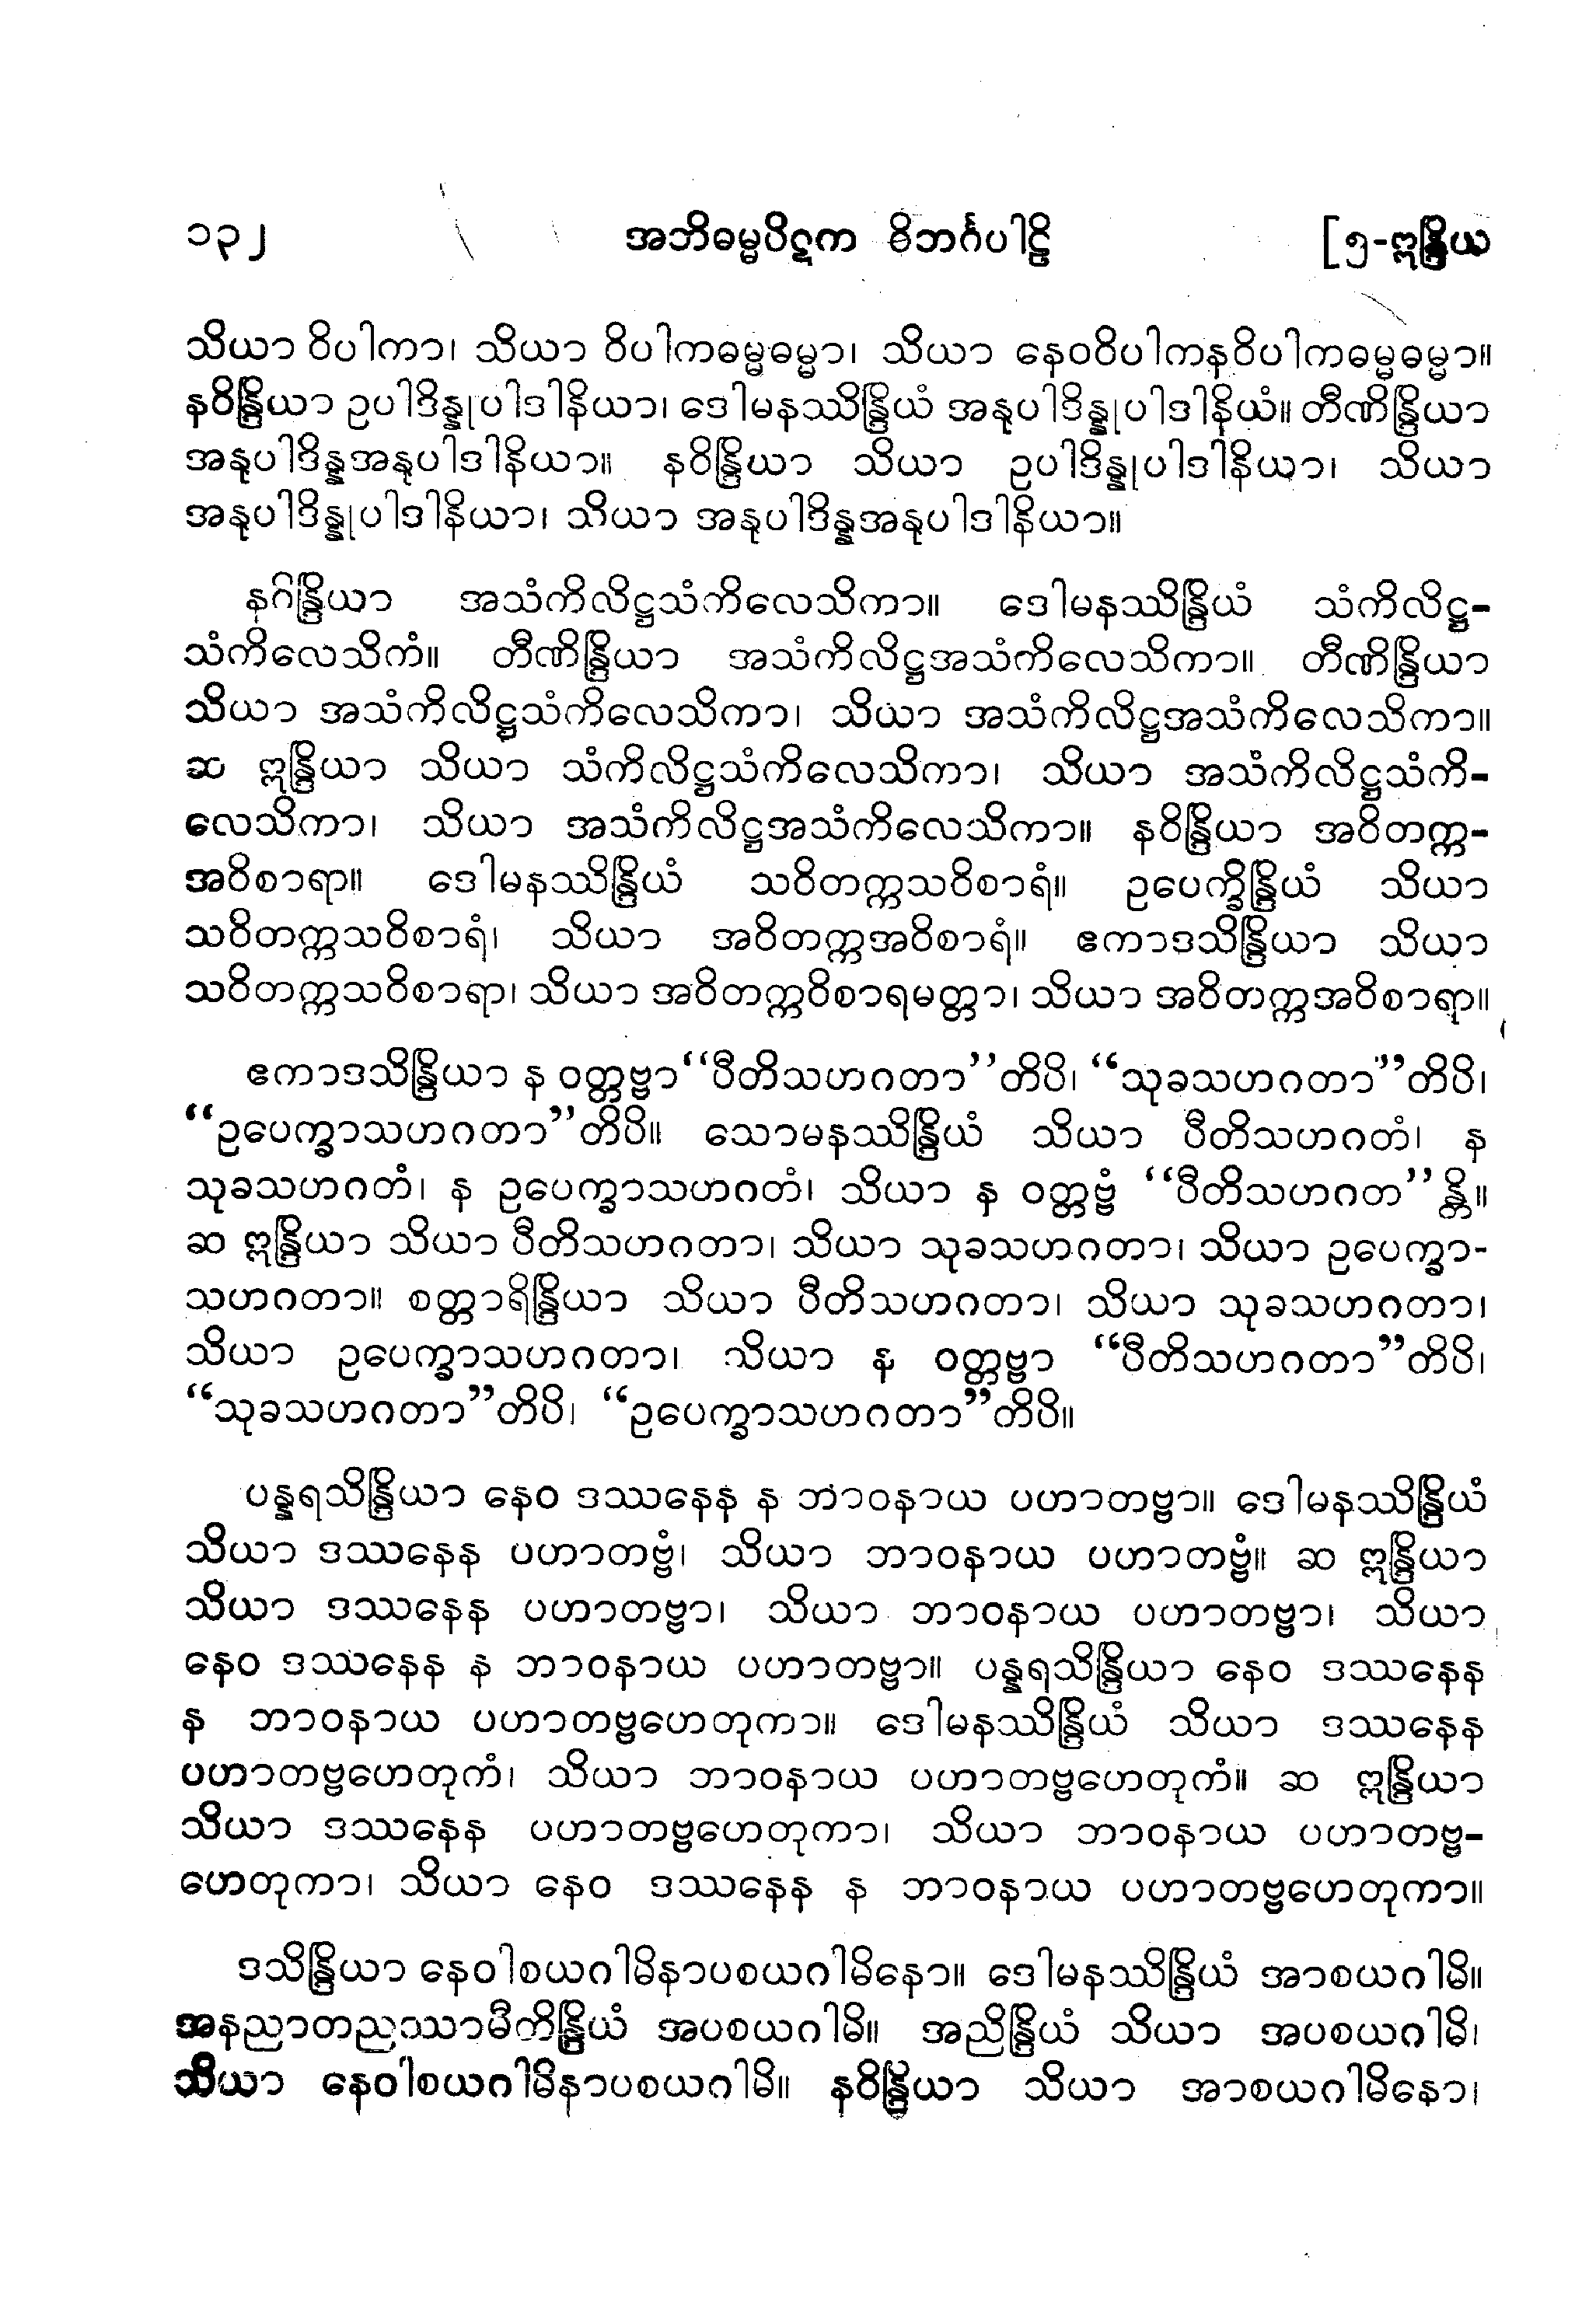 ၁၃၂ အဘိဓမ္မပိဋက ဝိဘင်္ဂပါဠိ [၅-ဣန္ဒြိယ
သိယာ ဝိပါကာ၊ သိယာ ဝိပါကဓမ္မဓမ္မာ၊ သိယာ နေဝဝိပါကနဝိပါကဓမ္မဓမ္မာ။
နဝိန္ဒြိယာ ဥပါဒိန္နုပါဒါနိယာ၊ ဒေါမနဿိန္ဒြိယံ အနုပါဒိန္နုပါဒါနိယံ။ တီဏိန္ဒြိယာ
အနုပါဒိန္နအနုပါဒါနိယာ။ နဝိန္ဒြိယာ သိယာ ဥပါဒိန္နုပါဒါနိယာ၊ သိယာ
အနုပါဒိန္နုပါဒါနိယာ၊ သိယာ အနုပါဒိန္နအနုပါဒါနိယာ။
နဝိန္ဒြိယာ အသံကိလိဋ္ဌသံကိလေသိကာ။ ဒေါမနဿိန္ဒြိယံ သံကိလိဋ္ဌ-
သံကိလေသိကံ။ တီဏိန္ဒြိယာ အသံကိလိဋ္ဌအသံကိလေသိကာ။ တီဏိန္ဒြိယာ
သိယာ အသံကိလိဋ္ဌသံကိလေသိကာ၊ သိယာ အသံကိလိဋ္ဌအသံကိလေသိကာ။
ဆ ဣန္ဒြိယာ သိယာ သံကိလိဋ္ဌသံကိလေသိကာ၊ သိယာ အသံကိလိဋ္ဌသံကိ-
လေသိကာ၊ သိယာ အသံကိလိဋ္ဌအသံကိလေသိကာ။ နဝိန္ဒြိယာ အဝိတက္က-
အဝိစာရာ။ ဒေါမနဿိန္ဒြိယံ သဝိတက္ကသဝိစာရံ။ ဥပေက္ခိန္ဒြိယံ သိယာ
သဝိတက္ကသဝိစာရံ၊ သိယာ အဝိတက္ကအဝိစာရံ။ ဧကာဒသိန္ဒြိယာ သိယာ
သဝိတက္ကသဝိစာရာ၊ သိယာ အဝိတက္ကဝိစာရမတ္တာ၊ သိယာ အဝိတက္ကအဝိစာရာ။
ဧကာဒသိန္ဒြိယာ န ဝတ္တဗ္ဗာ“ပီတိသဟဂတာ”တိပိ၊ “သုခသဟဂတာ”တိပိ၊
“ဥပေက္ခာသဟဂတာ”တိပိ။ သောမနဿိန္ဒြိယံ သိယာ ပီတိသဟဂတံ၊ န
သုခသဟဂတံ၊ န ဥပေက္ခာသဟဂတံ၊ သိယာ န ဝတ္တဗ္ဗံ “ပီတိသဟဂတ”န္တိ။
ဆ ဣန္ဒြိယာ သိယာ ပီတိသဟဂတာ၊ သိယာ သုခသဟဂတာ၊ သိယာ ဥပေက္ခာ-
သဟဂတာ။ စတ္တာရိန္ဒြိယာ သိယာ ပီတိသဟဂတာ၊ သိယာ သုခသဟဂတာ၊
သိယာ ဥပေက္ခာသဟဂတာ၊ သိယာ န ဝတ္တဗ္ဗာ “ပီတိသဟဂတာ”တိပိ၊
“သုခသဟဂတာ”တိပိ၊ “ဥပေက္ခာသဟဂတာ”တိပိ။
ပန္နရသိန္ဒြိယာ နေဝ ဒဿနေန န ဘာဝနာယ ပဟာတဗ္ဗာ။ ဒေါမနဿိန္ဒြိယံ
သိယာ ဒဿနေန ပဟာတဗ္ဗံ၊ သိယာ ဘာဝနာယ ပဟာတဗ္ဗံ။ ဆ ဣန္ဒြိယာ
သိယာ ဒဿနေန ပဟာတဗ္ဗာ၊ သိယာ ဘာဝနာယ ပဟာတဗ္ဗာ၊ သိယာ
နေဝ ဒဿနေန န ဘာဝနာယ ပဟာတဗ္ဗာ။ ပန္နရသိန္ဒြိယာ နေဝ ဒဿနေန
န ဘာဝနာယ ပဟာတဗ္ဗဟေတုကာ။ ဒေါမနဿိန္ဒြိယံ သိယာ ဒဿနေန
ပဟာတဗ္ဗဟေတုကံ၊ သိယာ ဘာဝနာယ ပဟာတဗ္ဗဟေတုကံ။ ဆ ဣန္ဒြိယာ
သိယာ ဒဿနေန ပဟာတဗ္ဗဟေတုကာ၊ သိယာ ဘာဝနာယ ပဟာတဗ္ဗ-
ဟေတုကာ၊ သိယာ နေဝ ဒဿနေန န ဘာဝနာယ ပဟာတဗ္ဗဟေတုကာ။
ဒသိန္ဒြိယာ နေဝါစယဂါမိနာပစယဂါမိနော။ ဒေါမနဿိန္ဒြိယံ အာစယဂါမိ။
အနညာတညဿာမီတိန္ဒြိယံ အပစယဂါမိ။ အညိန္ဒြိယံ သိယာ အပစယဂါမိ၊
သိယာ နေဝါစယဂါမိနာပစယဂါမိ။ နဝိန္ဒြိယာ သိယာ အာစယဂါမိနော၊